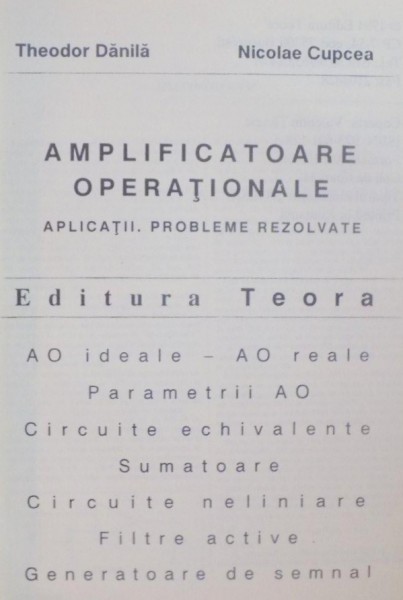 Theodor Dănilă Nicolae Cupcea
AMPLIFICATOARE
OPERAŢIONALE
APLICAŢII. PROBLEME REZOLVATE
Editura Teora
AO ideale – AO reale
Parametrii AO
Circuite echivalente
Sumatoare
Circuite neliniare
Filtre active
Generatoare de semnal